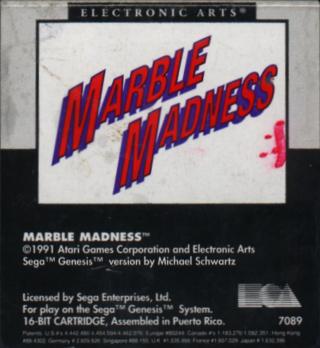 ELECTRONIC ARTS®
MARBLE
MADNESS
MARBLE MADNESS™
©1991 Atari Games Corporation and Electronic Arts
Sega™ Genesis™ version by Michael Schwartz
Licensed by Sega Enterprises, Ltd.
For play on the Sega™ Genesis™ System.
16-BIT CARTRIDGE, Assembled in Puerto Rico.
EA
7089
Patents: U.S.#'s